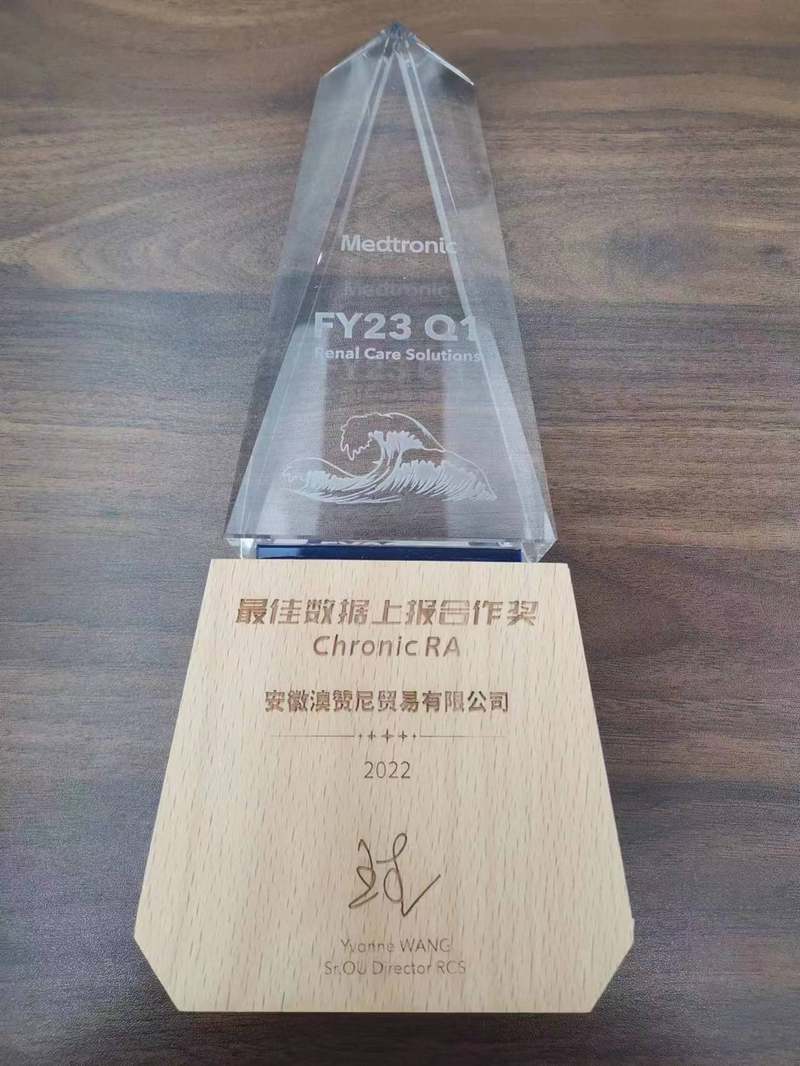 Medtronic
FY23 Q1
Renal Care Solutions
最佳数据上报合作奖
Chronic RA
安徽澳赞尼贸易有限公司
2022
Yvonne WANG
Sr.OU Director RCS